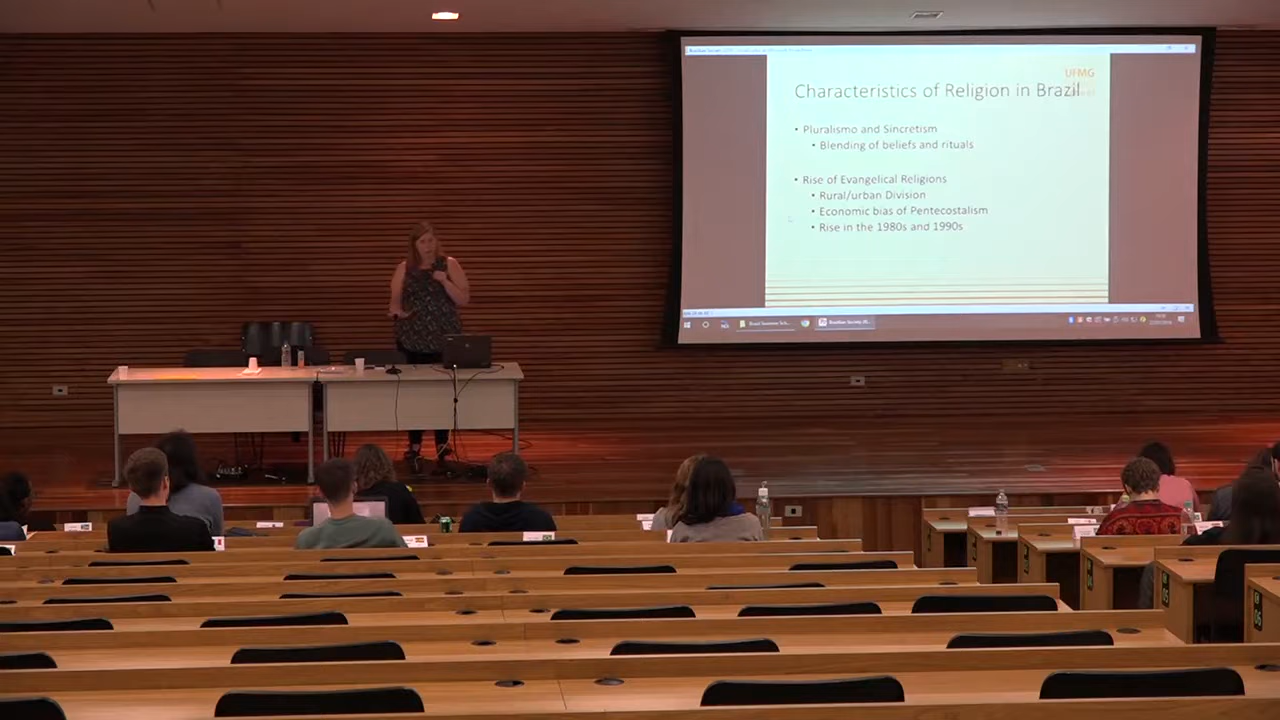 UFMG
Characteristics of Religion in Brazil
• Pluralismo and Sincretism
• Blending of beliefs and rituals
• Rise of Evangelical Religions
• Rural/urban Division
• Economic bias of Pentecostalism
• Rise in the 1980s and 1990s
05